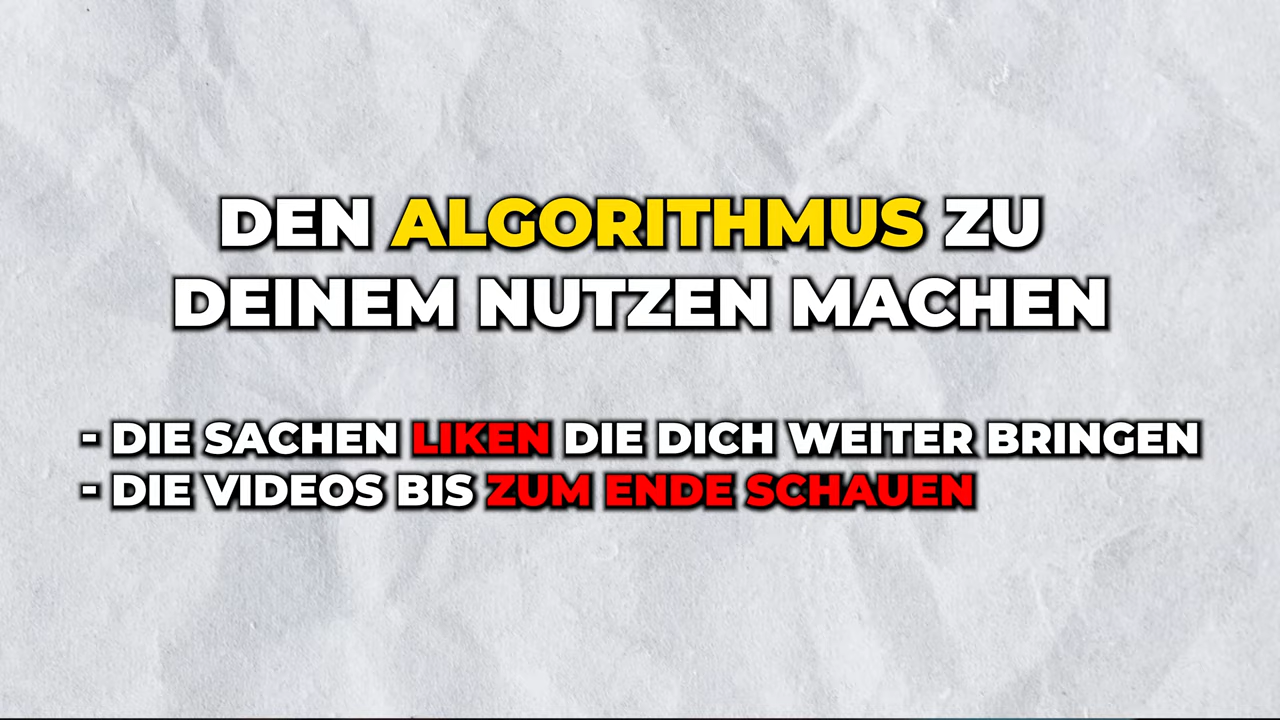 DEN ALGORITHMUS ZU
DEINEM NUTZEN MACHEN
- DIE SACHEN LIKEN DIE DICH WEITER BRINGEN
- DIE VIDEOS BIS ZUM ENDE SCHAUEN